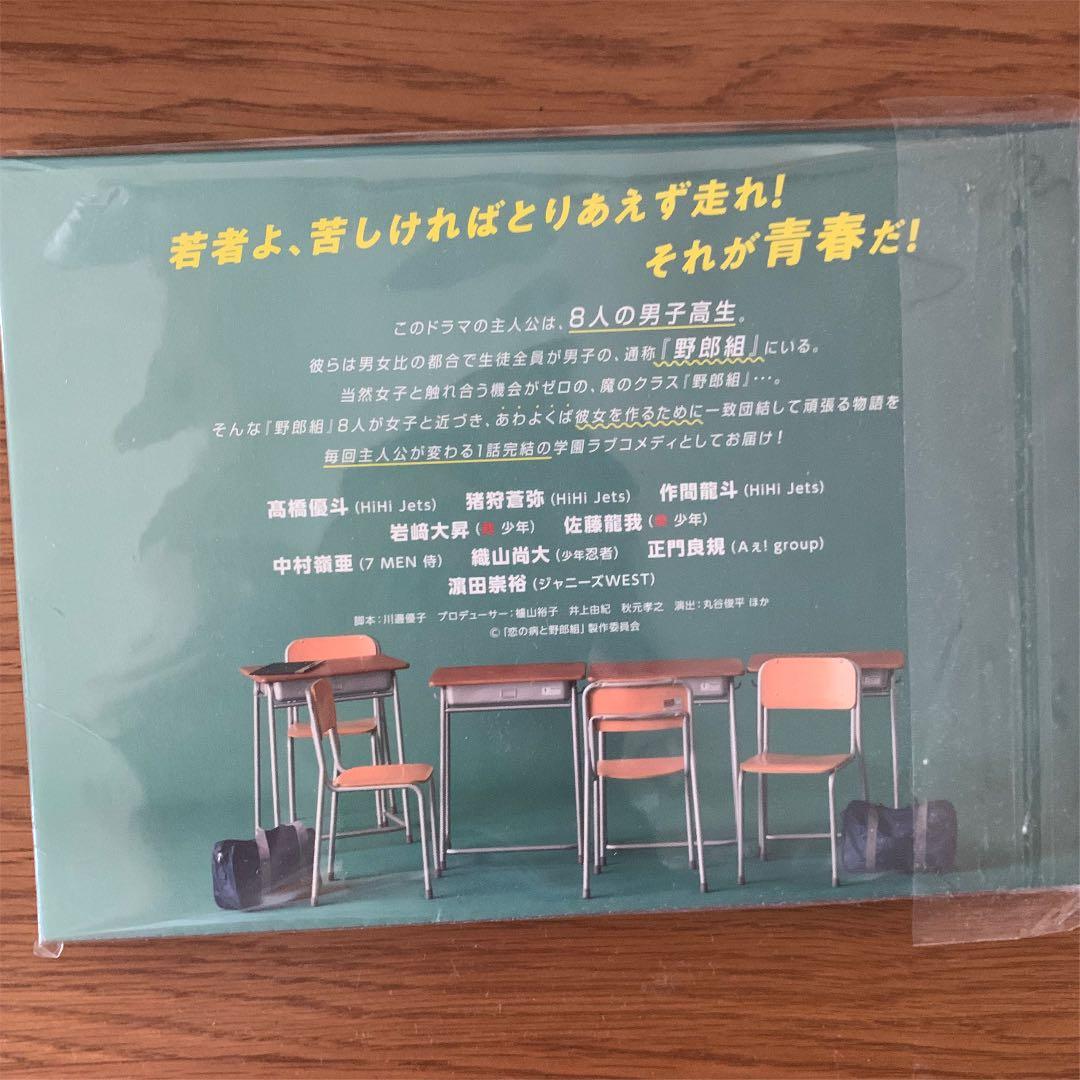 若者よ、苦しければとりあえず走れ!
それが青春だ!
このドラマの主人公は、8人の男子高生。
彼らは男女比の都合で生徒全員が男子の、通称『野郎組』にいる。
当然女子と触れ合う機会がゼロの、魔のクラス『野郎組』…。
そんな『野郎組』8人が女子と近づき、あわよくば彼女を作るために一致団結して頑張る物語を
毎回主人公が変わる1話完結の学園ラブコメディとしてお届け!
髙橋優斗(HiHi Jets) 猪狩蒼弥(HiHi Jets) 作間龍斗(HiHi Jets)
岩﨑大昇(美 少年) 佐藤龍我(美 少年)
中村嶺亜(7 MEN 侍) 織山尚大(少年忍者) 正門良規(Aぇ! group)
濵田崇裕(ジャニーズWEST)
脚本:川邉優子 プロデューサー:櫨山裕子 井上由紀 秋元孝之 演出:丸谷俊平 ほか
©「恋の病と野郎組」製作委員会